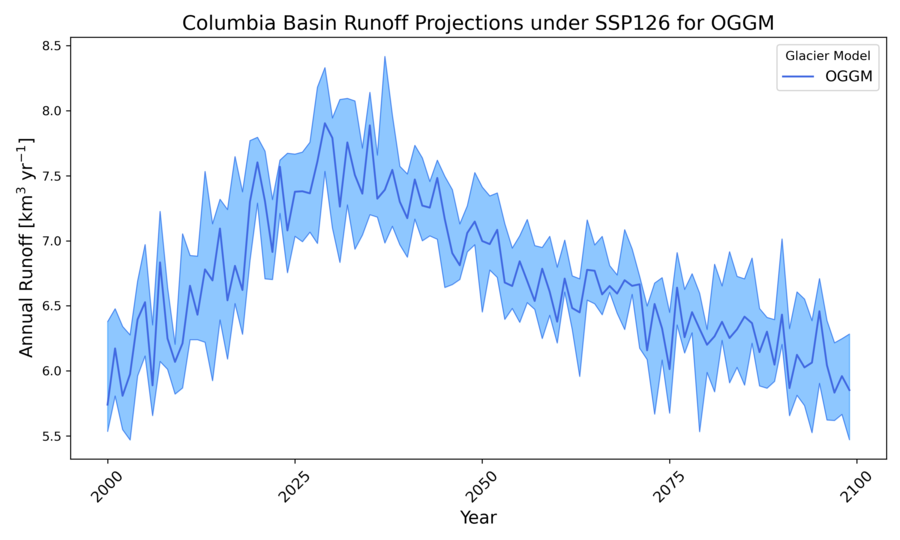 Columbia Basin Runoff Projections under SSP126 for OGGM
Annual Runoff [km³ yr⁻¹]
8.5
8.0
7.5
7.0
6.5
6.0
5.5
Glacier Model
OGGM
2000
2025
2050
2075
2100
Year